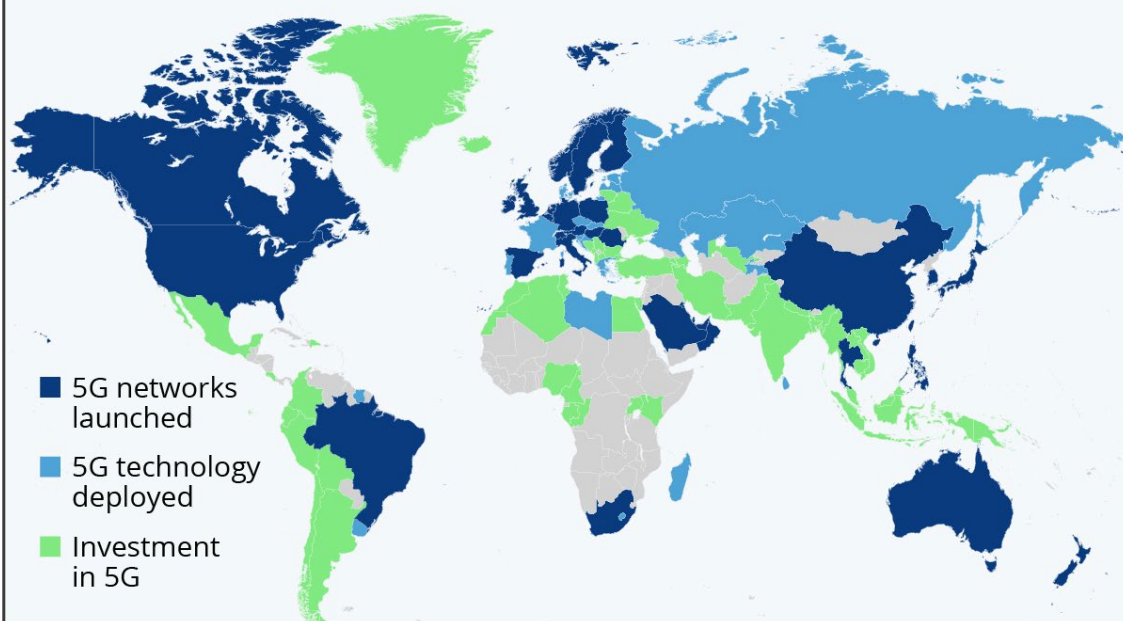 5G networks
launched
5G technology
deployed
Investment
in 5G